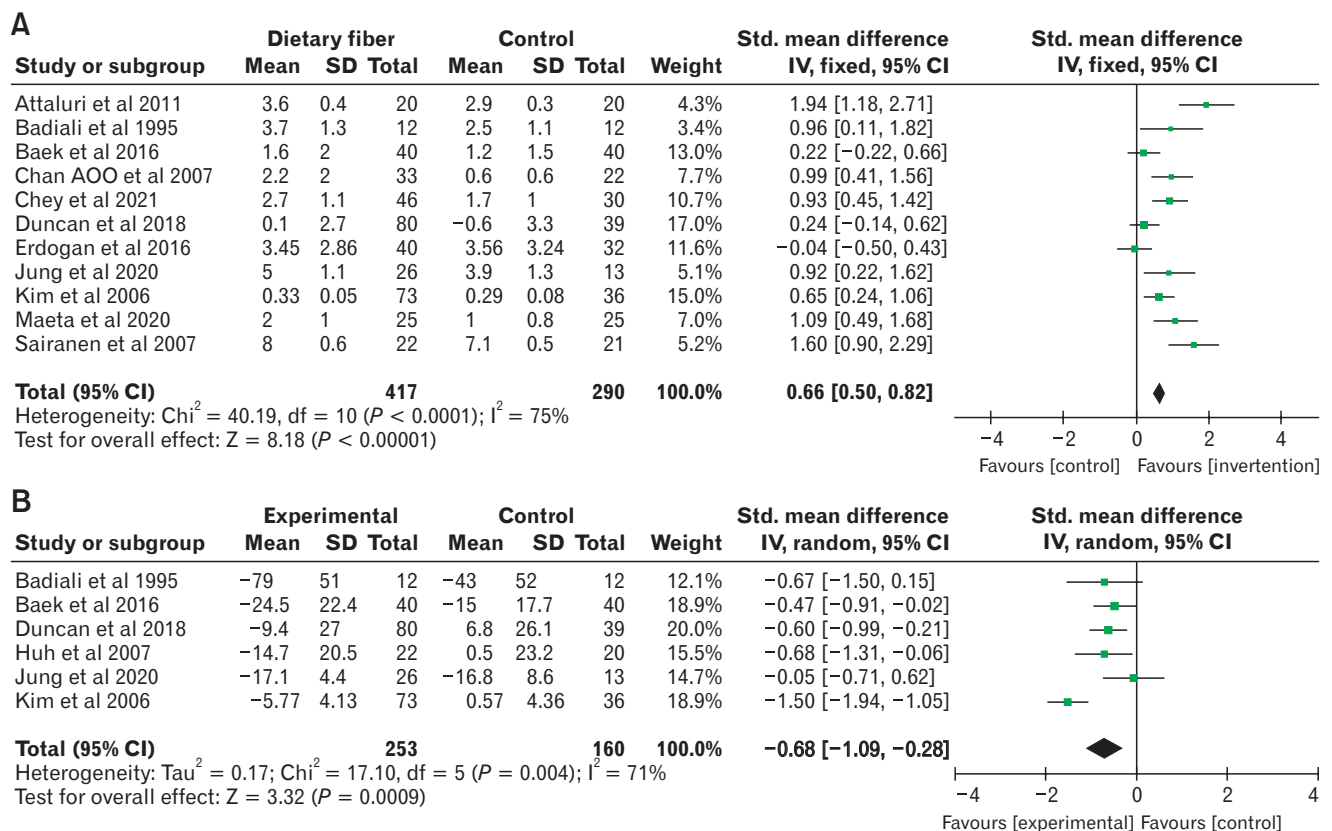 A
Dietary fiber Control Std. mean difference Std. mean difference
Study or subgroup Mean SD Total Mean SD Total Weight IV, fixed, 95% CI IV, fixed, 95% CI
Attaluri et al 2011 3.6 0.4 20 2.9 0.3 20 4.3% 1.94 [1.18, 2.71]
Badiali et al 1995 3.7 1.3 12 2.5 1.1 12 3.4% 0.96 [0.11, 1.82]
Baek et al 2016 1.6 2 40 1.2 1.5 40 13.0% 0.22 [−0.22, 0.66]
Chan AOO et al 2007 2.2 2 33 0.6 0.6 22 7.7% 0.99 [0.41, 1.56]
Chey et al 2021 2.7 1.1 46 1.7 1 30 10.7% 0.93 [0.45, 1.42]
Duncan et al 2018 0.1 2.7 80 −0.6 3.3 39 17.0% 0.24 [−0.14, 0.62]
Erdogan et al 2016 3.45 2.86 40 3.56 3.24 32 11.6% -0.04 [−0.50, 0.43]
Jung et al 2020 5 1.1 26 3.9 1.3 13 5.1% 0.92 [0.22, 1.62]
Kim et al 2006 0.33 0.05 73 0.29 0.08 36 15.0% 0.65 [0.24, 1.06]
Maeta et al 2020 2 1 25 1 0.8 25 7.0% 1.09 [0.49, 1.68]
Sairanen et al 2007 8 0.6 22 7.1 0.5 21 5.2% 1.60 [0.90, 2.29]
Total (95% CI) 417 290 100.0% 0.66 [0.50, 0.82]
Heterogeneity: Chi² = 40.19, df = 10 (P < 0.0001); I² = 75%
Test for overall effect: Z = 8.18 (P < 0.00001)
−4 −2 0 2 4
Favours [control] Favours [invertention]
B
Experimental Control Std. mean difference Std. mean difference
Study or subgroup Mean SD Total Mean SD Total Weight IV, random, 95% CI IV, random, 95% CI
Badiali et al 1995 −79 51 12 −43 52 12 12.1% −0.67 [−1.50, 0.15]
Baek et al 2016 −24.5 22.4 40 −15 17.7 40 18.9% −0.47 [−0.91, −0.02]
Duncan et al 2018 −9.4 27 80 6.8 26.1 39 20.0% −0.60 [−0.99, −0.21]
Huh et al 2007 −14.7 20.5 22 0.5 23.2 20 15.5% −0.68 [−1.31, −0.06]
Jung et al 2020 −17.1 4.4 26 −16.8 8.6 13 14.7% −0.05 [−0.71, 0.62]
Kim et al 2006 −5.77 4.13 73 0.57 4.36 36 18.9% −1.50 [−1.94, −1.05]
Total (95% CI) 253 160 100.0% −0.68 [−1.09, −0.28]
Heterogeneity: Tau² = 0.17; Chi² = 17.10, df = 5 (P = 0.004); I² = 71%
Test for overall effect: Z = 3.32 (P = 0.0009)
−4 −2 0 2 4
Favours [experimental] Favours [control]